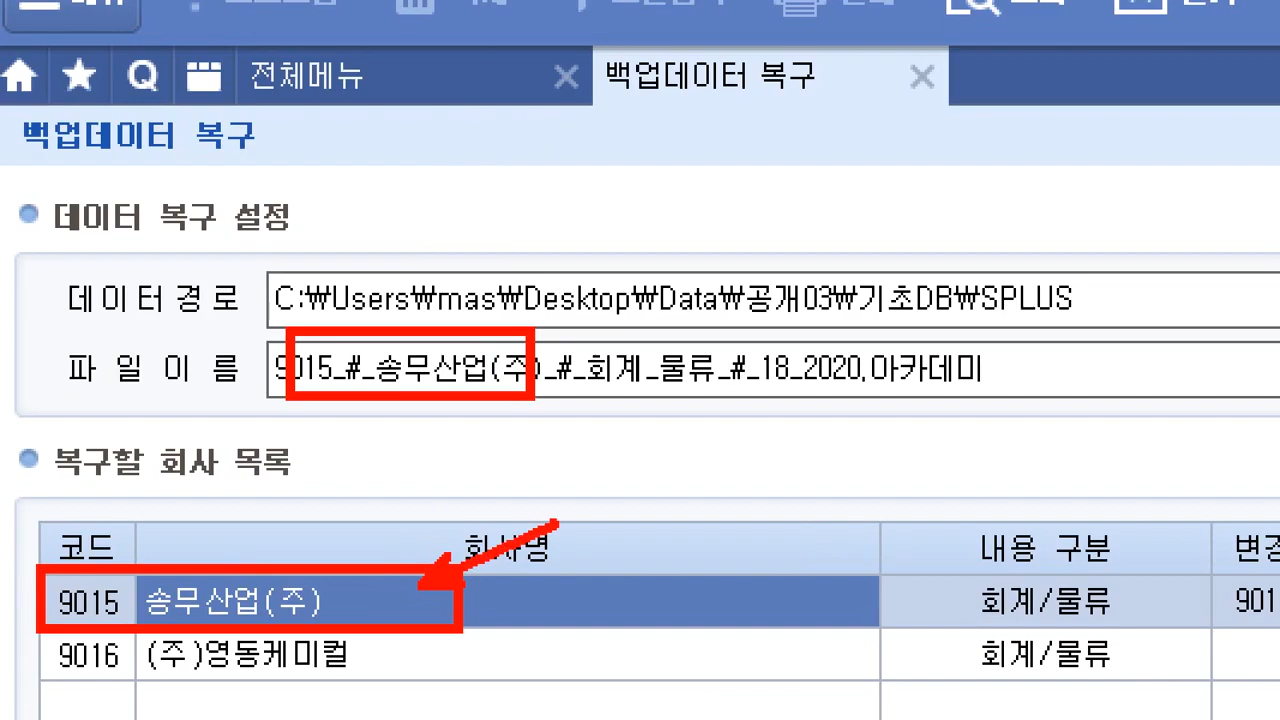 Q 전체메뉴 백업데이터 복구
백업데이터 복구
데이터 복구 설정
데이터경로 C:₩Users₩mas₩Desktop₩Data₩공개03₩기초DB₩SPLUS
파일이름 9015_#_송무산업(주)_#_회계_물류_#_18_2020,아카데미
복구할 회사 목록
코드 회사명 내용 구분
9015 송무산업(주) 회계/물류 901
9016 (주)영동케미컬 회계/물류